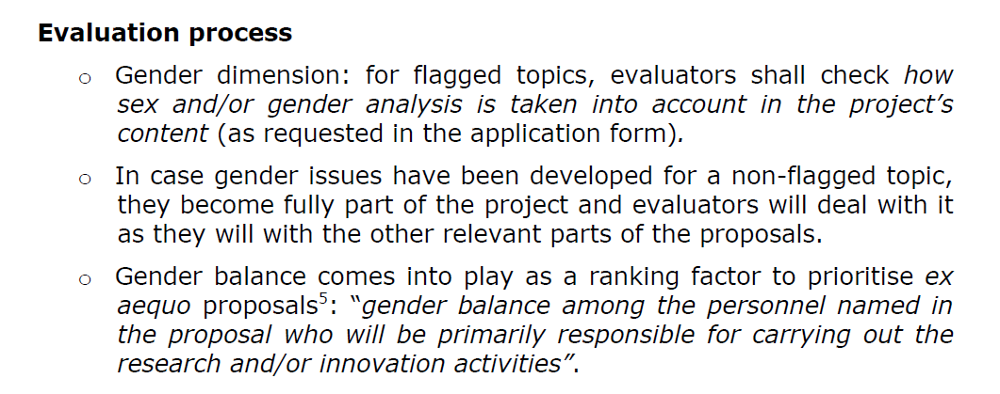 Evaluation process
o Gender dimension: for flagged topics, evaluators shall check how
sex and/or gender analysis is taken into account in the project's
content (as requested in the application form).
o In case gender issues have been developed for a non-flagged topic,
they become fully part of the project and evaluators will deal with it
as they will with the other relevant parts of the proposals.
o Gender balance comes into play as a ranking factor to prioritise ex
aequo proposals5: “gender balance among the personnel named in
the proposal who will be primarily responsible for carrying out the
research and/or innovation activities”.